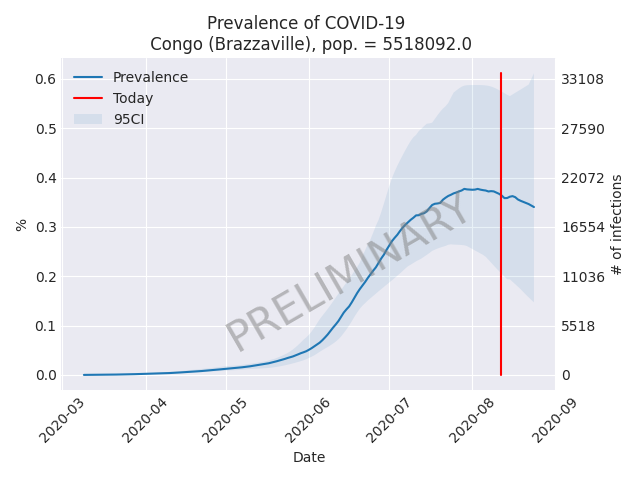 Prevalence of COVID-19
Congo (Brazzaville), pop. = 5518092.0
Prevalence
Today
95CI
0.6
0.5
0.4
0.3
0.2
0.1
0.0
%
33108
27590
22072
16554
11036
5518
0
# of infections
PRELIMINARY
2020-03
2020-04
2020-05
2020-06
2020-07
2020-08
2020-09
Date